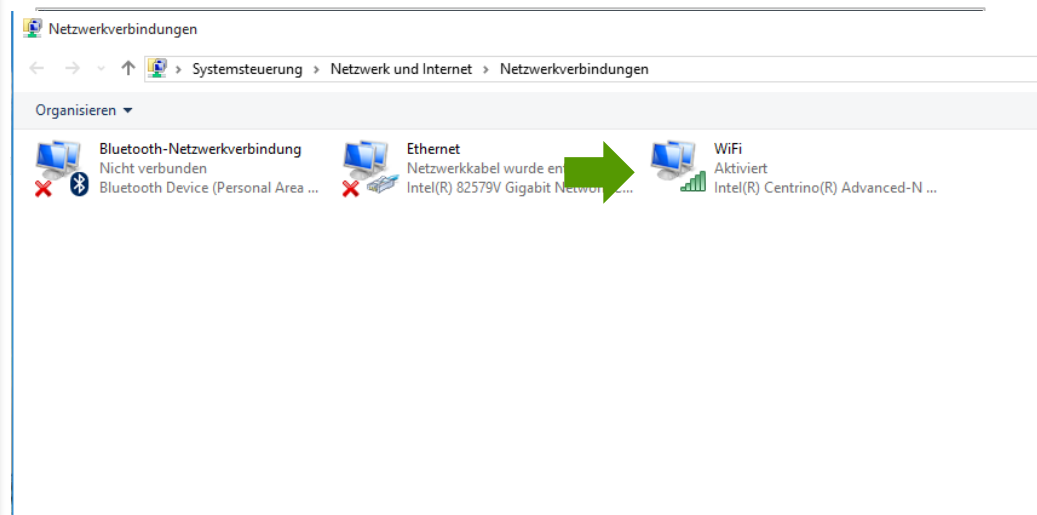 Netzwerkverbindungen
Systemsteuerung > Netzwerk und Internet > Netzwerkverbindungen
Organisieren
Bluetooth-Netzwerkverbindung
Nicht verbunden
Bluetooth Device (Personal Area ...
Ethernet
Netzwerkkabel wurde
Intel(R) 82579V Gigabit
WiFi
Aktiviert
Intel(R) Centrino(R) Advanced-N ...